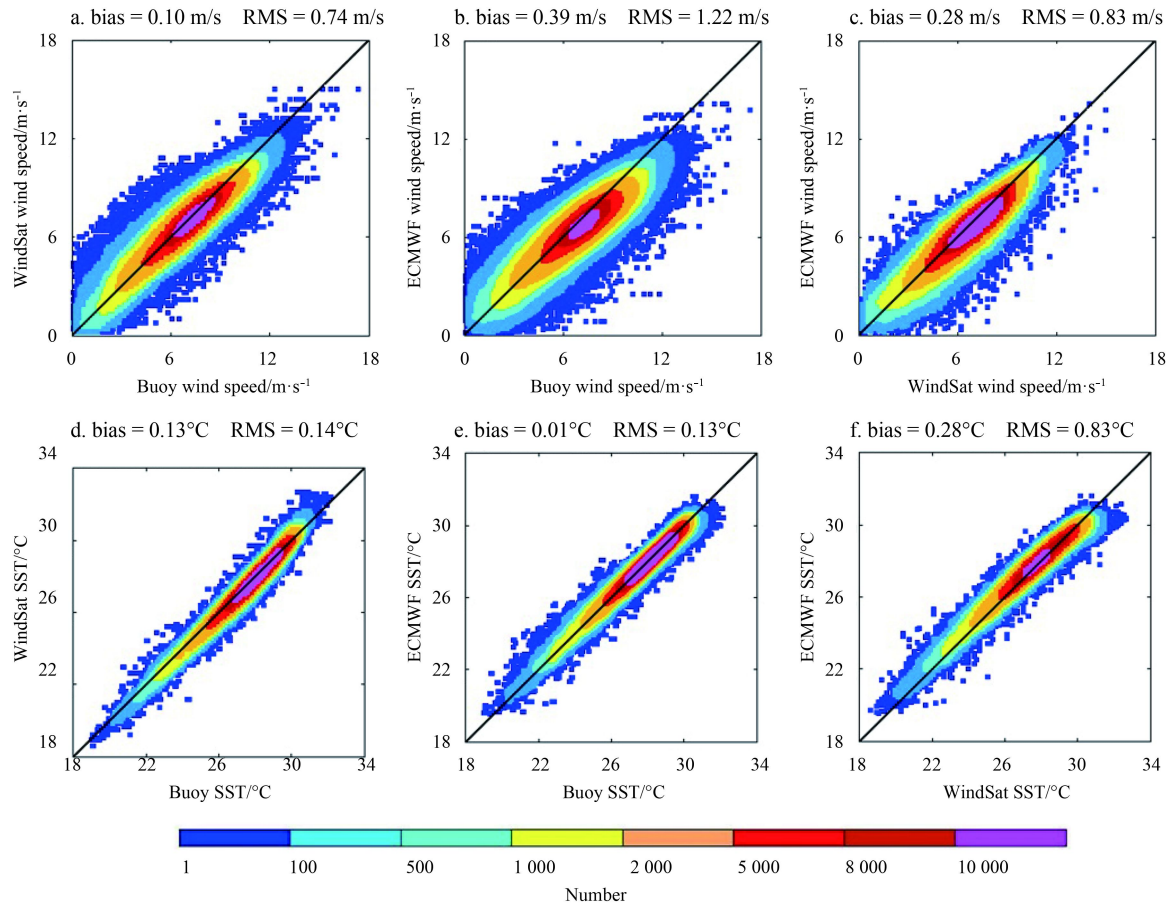 a. bias = 0.10 m/s RMS = 0.74 m/s
18
12
6
0
WindSat wind speed/m·s⁻¹
0 6 12 18
Buoy wind speed/m·s⁻¹
b. bias = 0.39 m/s RMS = 1.22 m/s
18
12
6
0
ECMWF wind speed/m·s⁻¹
0 6 12 18
Buoy wind speed/m·s⁻¹
c. bias = 0.28 m/s RMS = 0.83 m/s
18
12
6
0
ECMWF wind speed/m·s⁻¹
0 6 12 18
WindSat wind speed/m·s⁻¹
d. bias = 0.13°C RMS = 0.14°C
34
30
26
22
18
WindSat SST/°C
18 22 26 30 34
Buoy SST/°C
e. bias = 0.01°C RMS = 0.13°C
34
30
26
22
18
ECMWF SST/°C
18 22 26 30 34
Buoy SST/°C
f. bias = 0.28°C RMS = 0.83°C
34
30
26
22
18
ECMWF SST/°C
18 22 26 30 34
WindSat SST/°C
1 100 500 1 000 2 000 5 000 8 000 10 000
Number